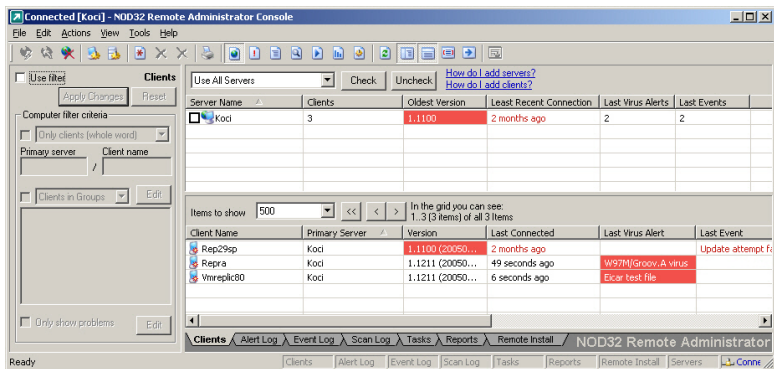 Connected [Koci] - NOD32 Remote Administrator Console
File Edit Actions View Tools Help
Use filter Clients
Apply Changes Reset
Computer filter criteria
Only clients (whole word)
Primary server Client name
/
Clients in Groups Edit
Only show problems Edit
Use All Servers Check Uncheck How do I add servers?
How do I add clients?
Server Name Clients Oldest Version Least Recent Connection Last Virus Alerts Last Events
Koci 3 1.1100 2 months ago 2 2
Items to show 500 << < > In the grid you can see:
1..3 (3 items) of all 3 Items
Client Name Primary Server Version Last Connected Last Virus Alert Last Event
Rep29sp Koci 1.1100 (20050... 2 months ago Update attempt fa
Repra Koci 1.1211 (20050... 49 seconds ago W97M/Groov.A virus
Vmreplic80 Koci 1.1211 (20050... 6 seconds ago Eicar test file
Clients Alert Log Event Log Scan Log Tasks Reports Remote Install NOD32 Remote Administrator
Ready Clients Alert Log Event Log Scan Log Tasks Reports Remote Install Servers Conne